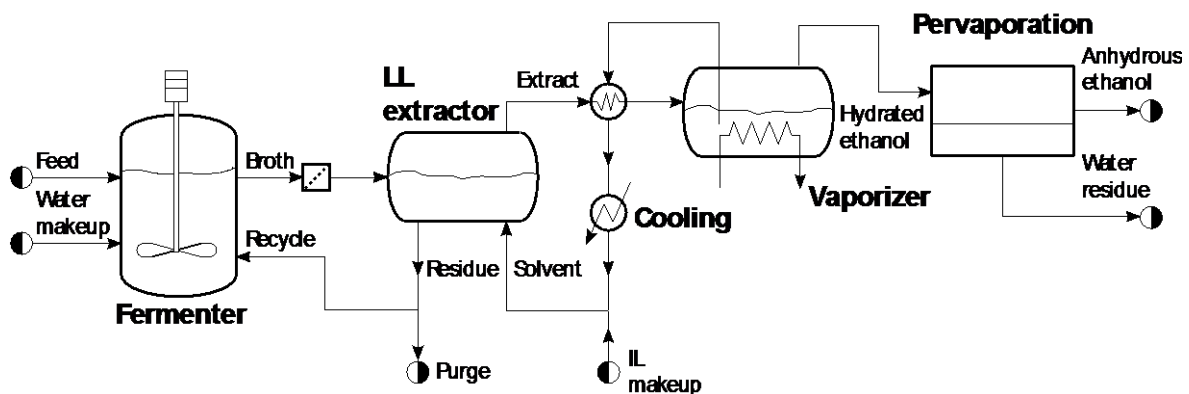 Pervaporation
LL
extractor
Extract
Anhydrous
ethanol
Feed
Broth
Hydrated
ethanol
Water
makeup
Water
residue
Cooling
Vaporizer
Recycle
Residue
Solvent
Fermenter
Purge
IL
makeup